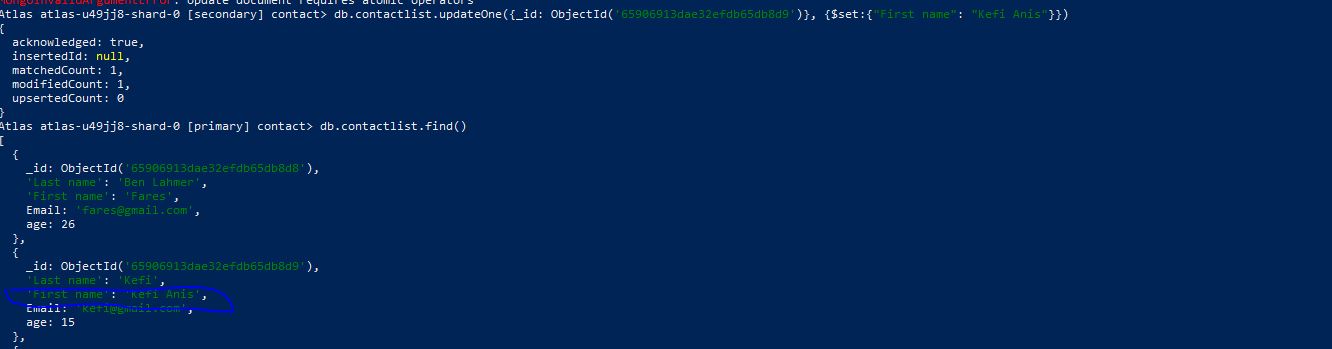 MongoInvalidArgumentError: Update document requires atomic operators
Atlas atlas-u49jj8-shard-0 [secondary] contact> db.contactlist.updateOne({_id: ObjectId('65906913dae32efdb65db8d9')}, {$set:{"First name": "Kefi Anis"}})
{
acknowledged: true,
insertedId: null,
matchedCount: 1,
modifiedCount: 1,
upsertedCount: 0
}
Atlas atlas-u49jj8-shard-0 [primary] contact> db.contactlist.find()
[
{
_id: ObjectId('65906913dae32efdb65db8d8'),
'Last name': 'Ben Lahmer',
'First name': 'Fares',
Email: 'fares@gmail.com',
age: 26
},
{
_id: ObjectId('65906913dae32efdb65db8d9'),
'Last name': 'Kefi',
'First name': 'Kefi Anis',
Email: 'kefi@gmail.com',
age: 15
},
{